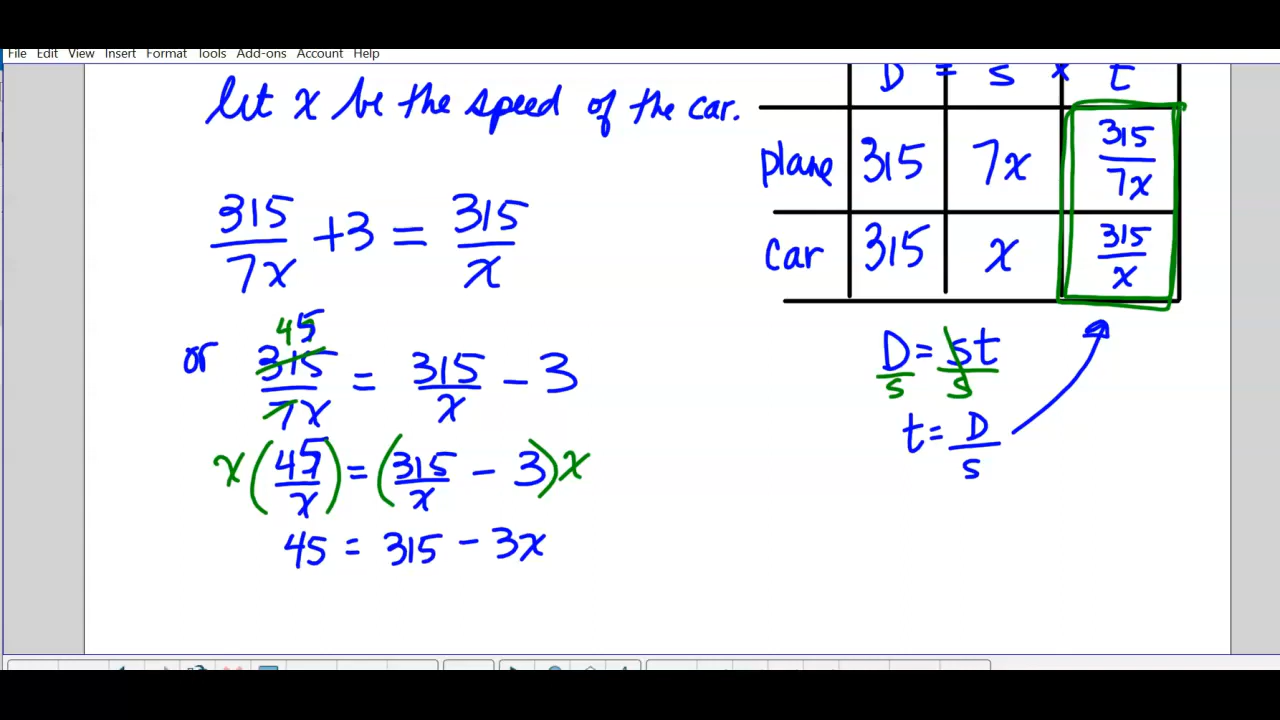 File Edit View Insert Format Tools Add-ons Account Help
let x be the speed of the car.
D = s × t
plane 315 7x 315/7x
car 315 x 315/x
315/7x + 3 = 315/x
45
or 315/7x = 315/x - 3
x(45/x) = (315/x - 3)x
45 = 315 - 3x
D/s = st/s
t = D/s